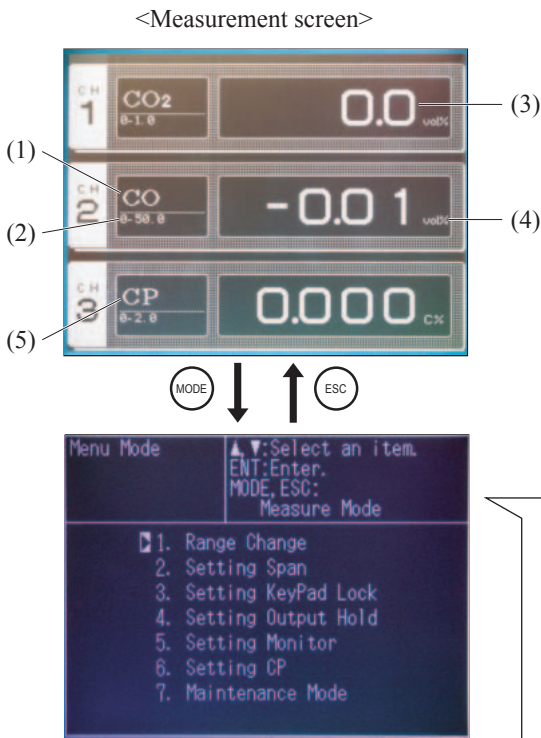 <Measurement screen>
CH 1 CO2 0-1.0 0.0 vol% (3)
(1)
CH 2 CO 0-50.0 -0.01 vol% (4)
(2)
CH 3 CP 0-2.0 0.000 C%
(5)
MODE ESC
Menu Mode
▲,▼:Select an item.
ENT:Enter.
MODE,ESC:
Measure Mode
1. Range Change
2. Setting Span
3. Setting KeyPad Lock
4. Setting Output Hold
5. Setting Monitor
6. Setting CP
7. Maintenance Mode